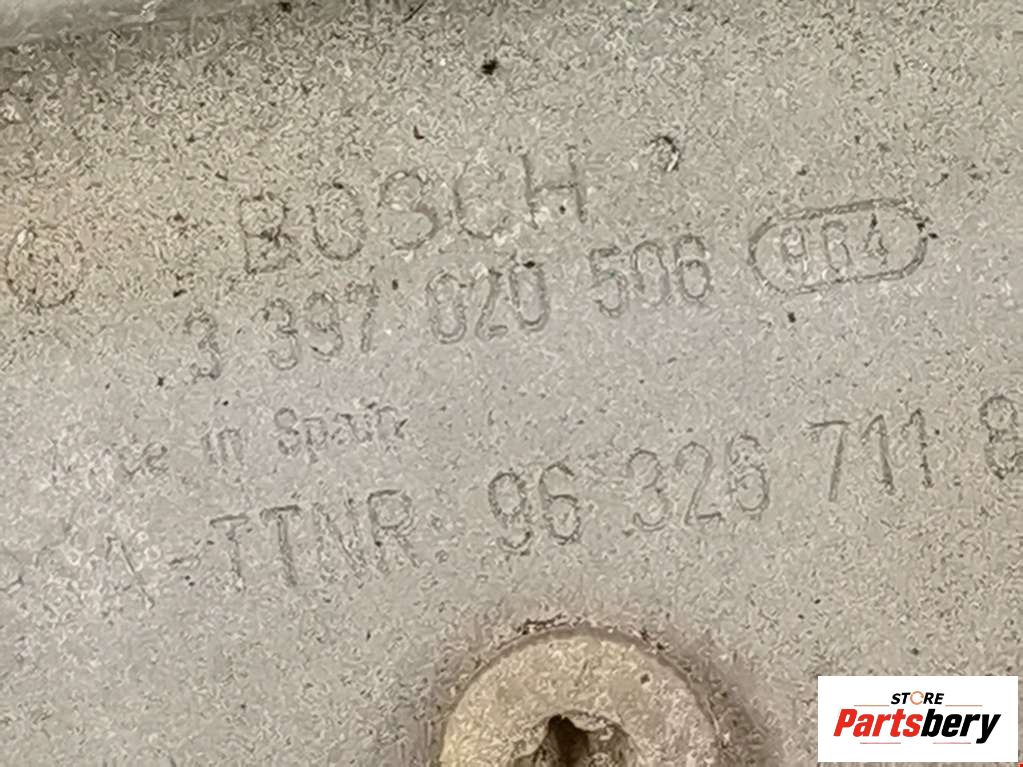 BOSCH
3 397 020 506 964
Made in Spain
A-TTNR. 96 326 711 8
STORE
Partsbery